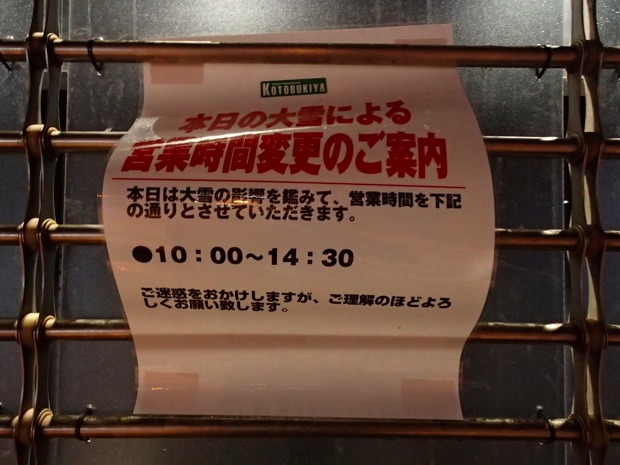 KOTOBUKIYA
本日の大雪による
営業時間変更のご案内
本日は大雪の影響を鑑みて、営業時間を下記
の通りとさせていただきます。
●10：00～14：30
ご迷惑をおかけしますが、ご理解のほどよろ
しくお願い致します。